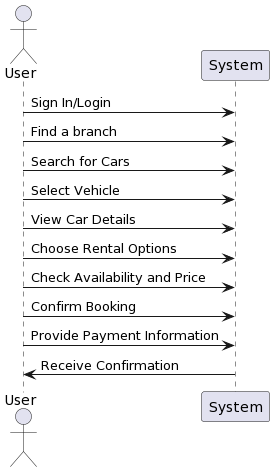 User
System
Sign In/Login
Find a branch
Search for Cars
Select Vehicle
View Car Details
Choose Rental Options
Check Availability and Price
Confirm Booking
Provide Payment Information
Receive Confirmation
User
System